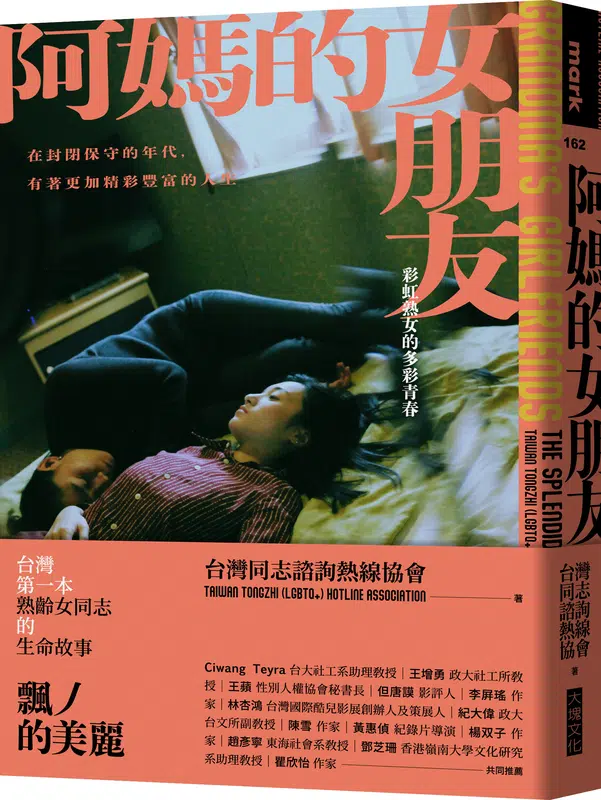 阿媽的女朋友
在封閉保守的年代,
有著更加精彩豐富的人生
彩虹熟女的多彩青春
台灣
第一本
熟齡女同志
的
生命故事
飄ノ
的美麗
台灣同志諮詢熱線協會
TAIWAN TONGZHI (LGBTQ+) HOTLINE ASSOCIATION 著
Ciwang Teyra 台大社工系助理教授|王增勇 政大社工所教
授|王蘋 性別人權協會秘書長|但唐謨 影評人|李屏瑤 作
家|林杏鴻 台灣國際酷兒影展創辦人及策展人|紀大偉 政大
台文所副教授|陳雪 作家|黃惠偵 紀錄片導演|楊双子 作
家|趙彥寧 東海社會系教授|鄧芝珊 香港嶺南大學文化研究
系助理教授|瞿欣怡 作家
共同推薦
mark
162
GRANDMA'S GIRLFRIENDS
THE SPLENDID
TAIWAN TONGZHI (LGBTQ+
阿媽的女朋友
台灣同志諮詢熱線協會
著
大塊文化